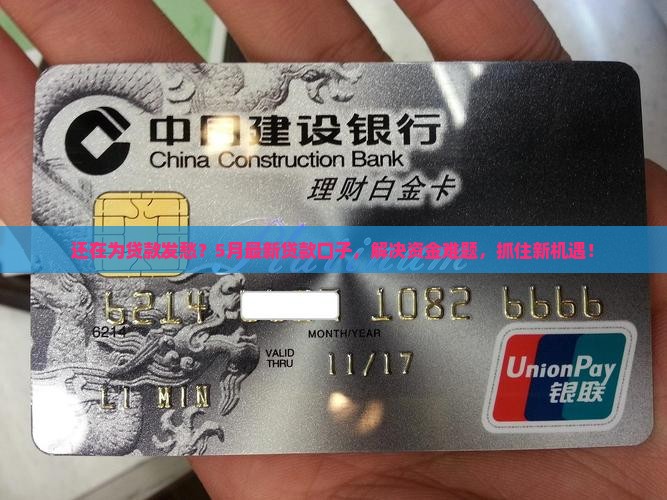 中国建设银行
China Construction Bank
理财白金卡
还在为贷款发愁？5月最新贷款口子，解决资金难题，抓住新机遇！
6214 1082 6666
6214
MONTH/YEAR
VALID THRU 11/17
LI MIN
UnionPay
银联